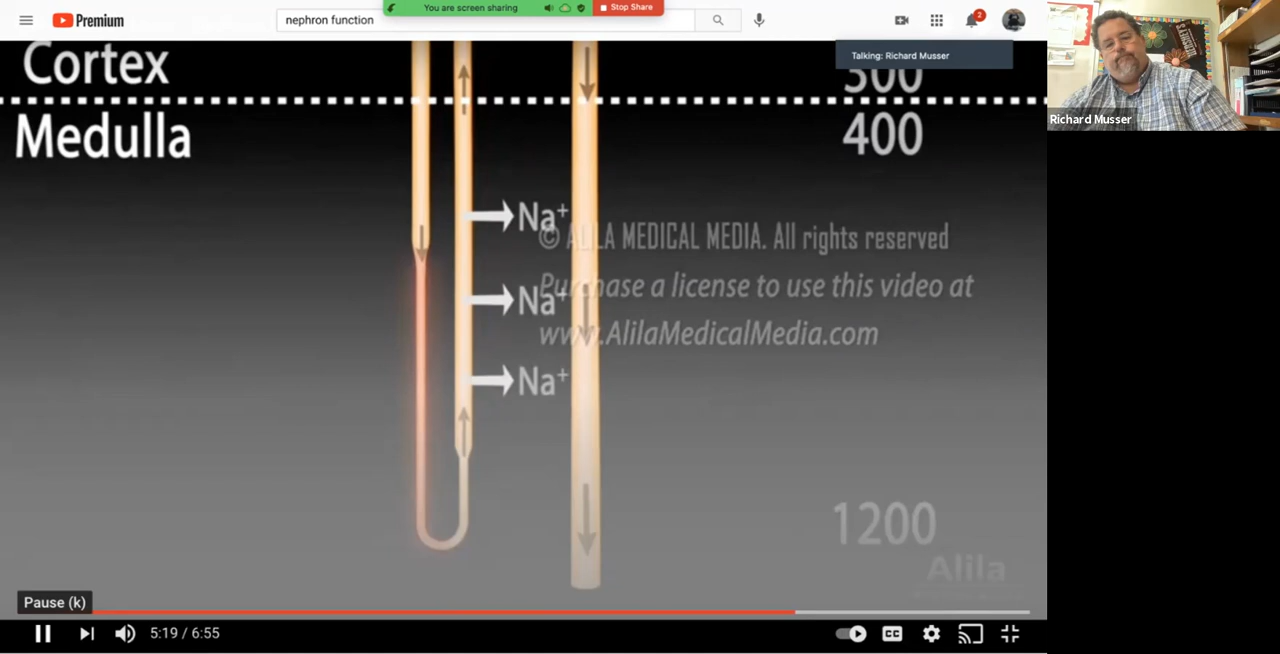 Premium
nephron function
You are screen sharing
Stop Share
2
Talking: Richard Musser
Cortex
300
Medulla
400
Na+
© ALILA MEDICAL MEDIA. All rights reserved
Na+
Purchase a license to use this video at
www.AlilaMedicalMedia.com
Na+
1200
Alila
Pause (k)
5:19 / 6:55
CC
Richard Musser